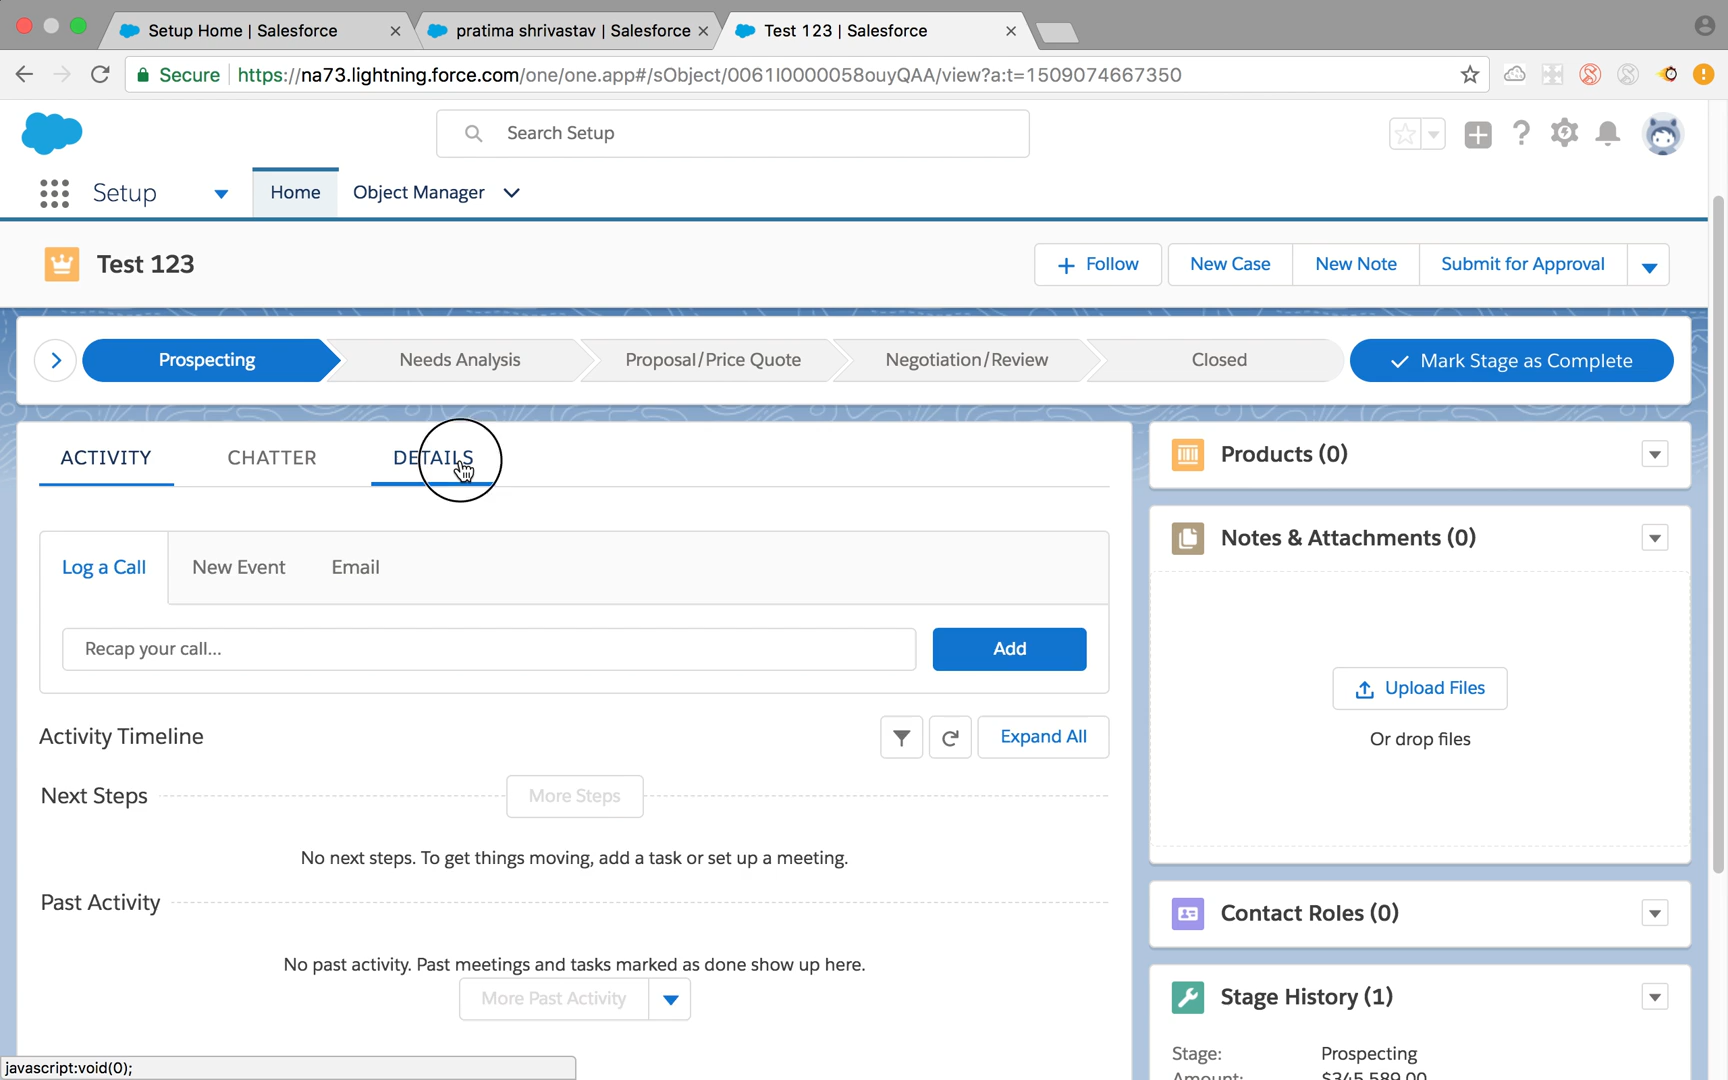 Setup Home | Salesforce
pratima shrivastav | Salesforce
Test 123 | Salesforce
Secure https://na73.lightning.force.com/one/one.app#/sObject/0061I0000058ouyQAA/view?a:t=1509074667350
Search Setup
Setup Home Object Manager
Test 123
Follow New Case New Note Submit for Approval
Prospecting Needs Analysis Proposal/Price Quote Negotiation/Review Closed Mark Stage as Complete
ACTIVITY CHATTER DETAILS
Log a Call New Event Email
Recap your call... Add
Activity Timeline Expand All
Next Steps More Steps
No next steps. To get things moving, add a task or set up a meeting.
Past Activity
No past activity. Past meetings and tasks marked as done show up here.
More Past Activity
Products (0)
Notes & Attachments (0)
Upload Files
Or drop files
Contact Roles (0)
Stage History (1)
Stage: Prospecting
Amount: $345,589.00
javascript:void(0);